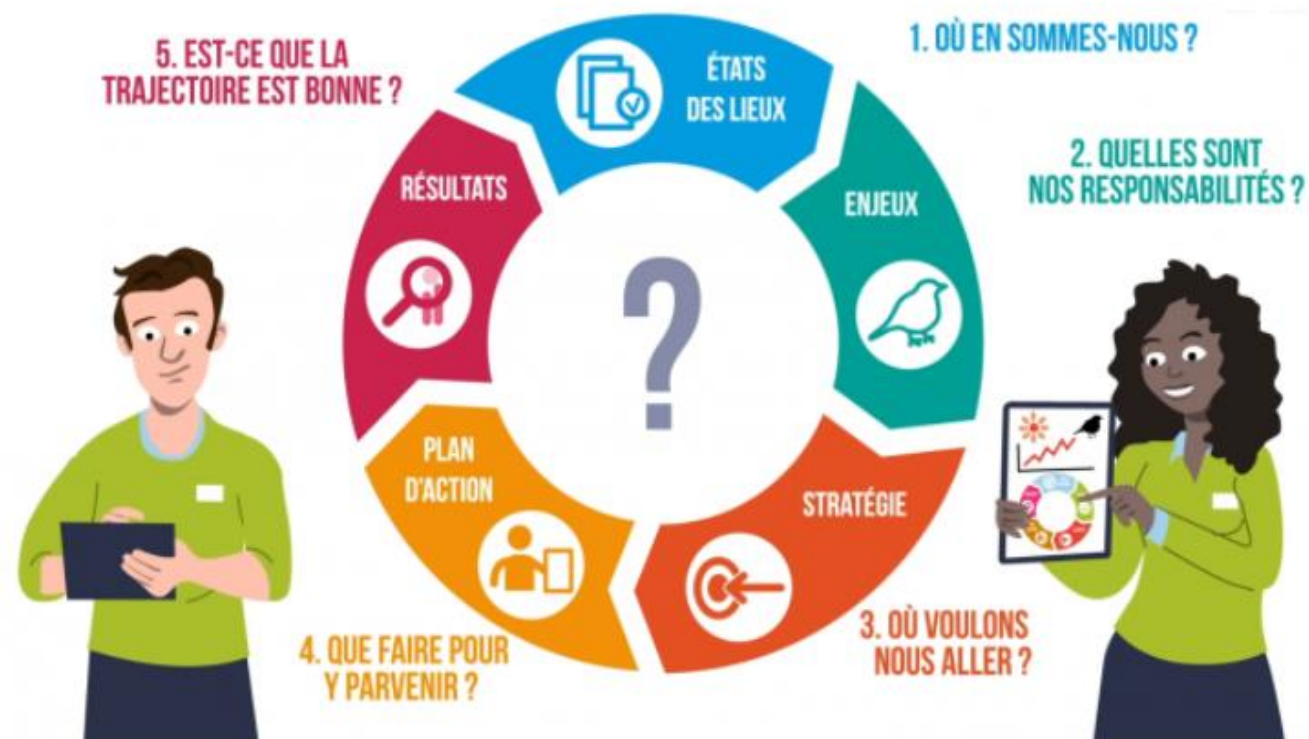 1. OÙ EN SOMMES-NOUS ?
ÉTATS
DES LIEUX
2. QUELLES SONT
NOS RESPONSABILITÉS ?
ENJEUX
3. OÙ VOULONS
NOUS ALLER ?
STRATÉGIE
4. QUE FAIRE POUR
Y PARVENIR ?
PLAN
D'ACTION
5. EST-CE QUE LA
TRAJECTOIRE EST BONNE ?
RÉSULTATS
?